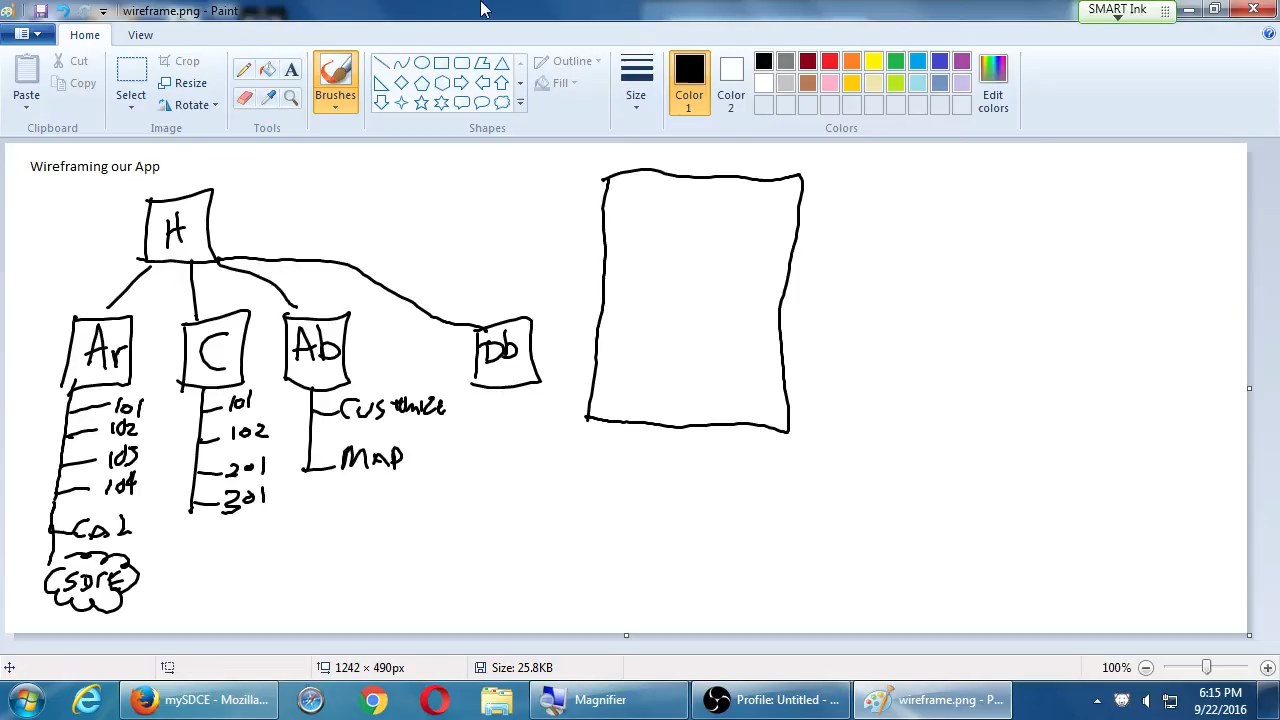 wireframe.png - Paint
SMART Ink
Home View
Paste
Cut
Copy
Clipboard
Select
Crop
Resize
Rotate
Image
A
Tools
Brushes
Shapes
Outline
Fill
Size
Color 1
Color 2
Edit colors
Colors
Wireframing our App
H
Ar C Ab Db
101
102
103
104
Cal
SDCE
101
102
201
301
Customize
MAP
1242 × 490px
Size: 25.8KB
100%
mySDCE - Mozilla...
Magnifier
Profile: Untitled - ...
wireframe.png - P...
6:15 PM
9/22/2016